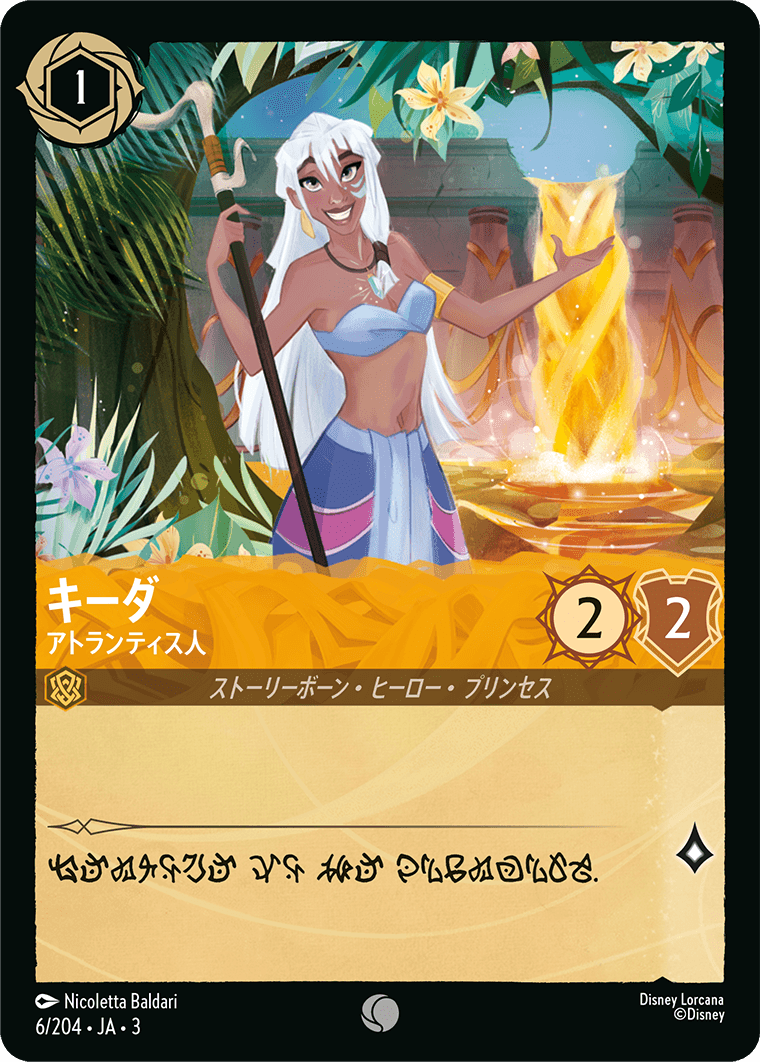 1
キーダ
アトランティス人
2
2
ストーリーボーン・ヒーロー・プリンセス
Nicoletta Baldari
6/204・JA・3
Disney Lorcana
©Disney